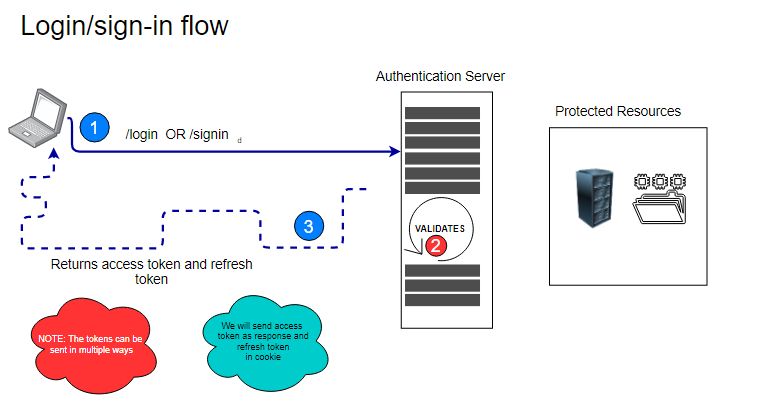 Login/sign-in flow
Authentication Server
Protected Resources
1
/login OR /signin
d
VALIDATES
2
3
Returns access token and refresh
token
NOTE: The tokens can be
sent in multiple ways
We will send access
token as response and
refresh token
in cookie